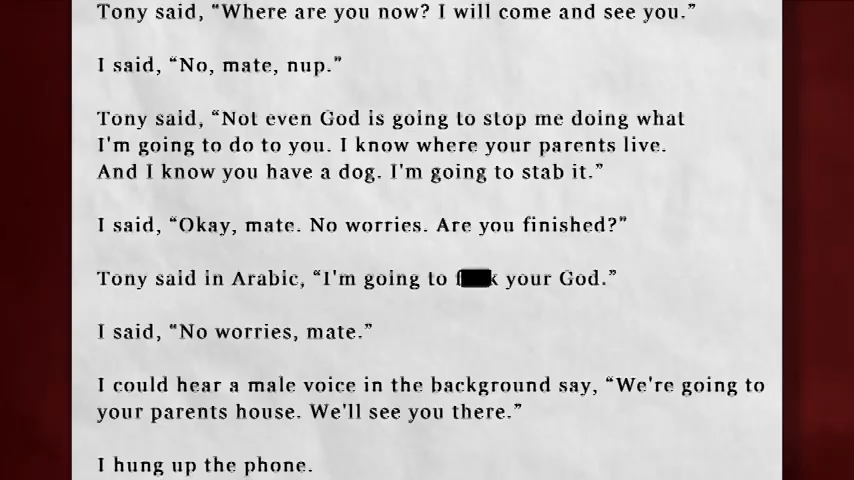 Tony said, “Where are you now? I will come and see you.”
I said, “No, mate, nup.”
Tony said, “Not even God is going to stop me doing what
I'm going to do to you. I know where your parents live.
And I know you have a dog. I'm going to stab it.”
I said, “Okay, mate. No worries. Are you finished?”
Tony said in Arabic, “I'm going to f k your God.”
I said, “No worries, mate.”
I could hear a male voice in the background say, “We're going to
your parents house. We'll see you there.”
I hung up the phone.